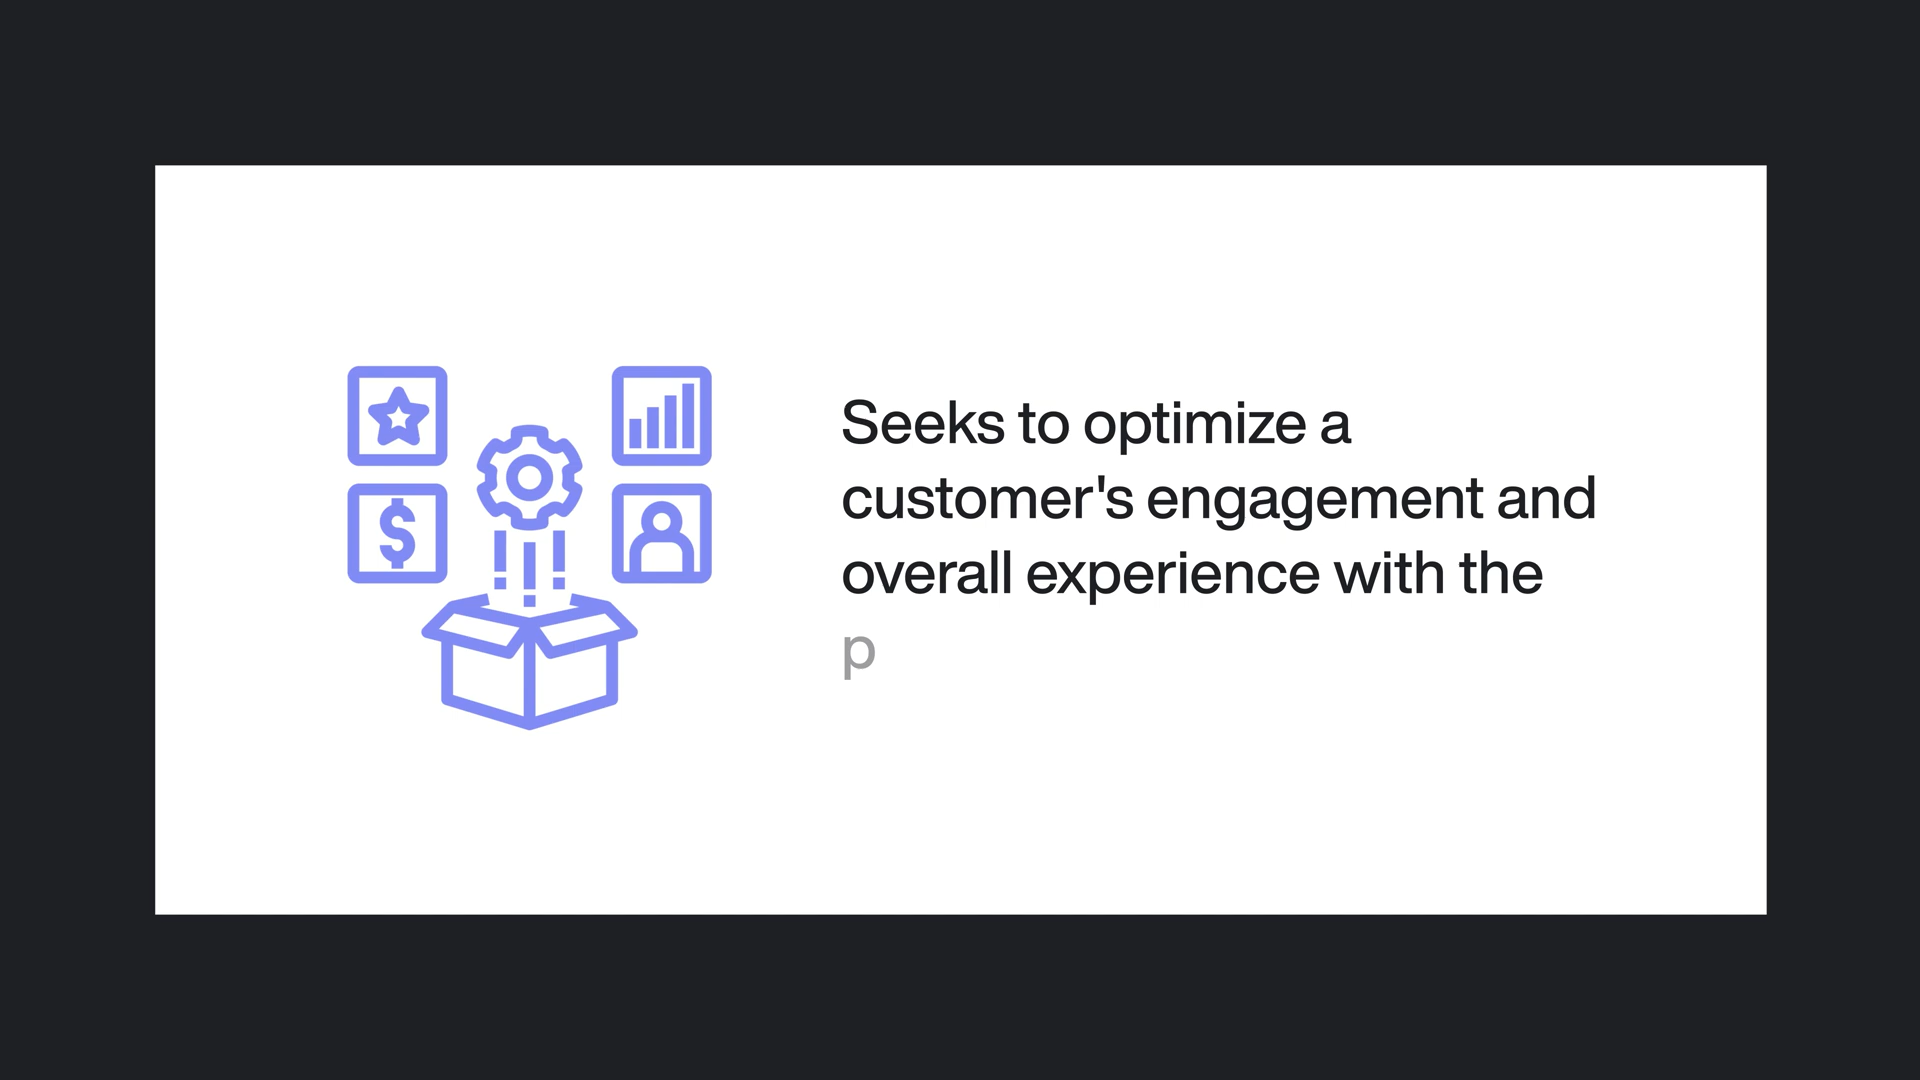 Seeks to optimize a
customer's engagement and
overall experience with the
p